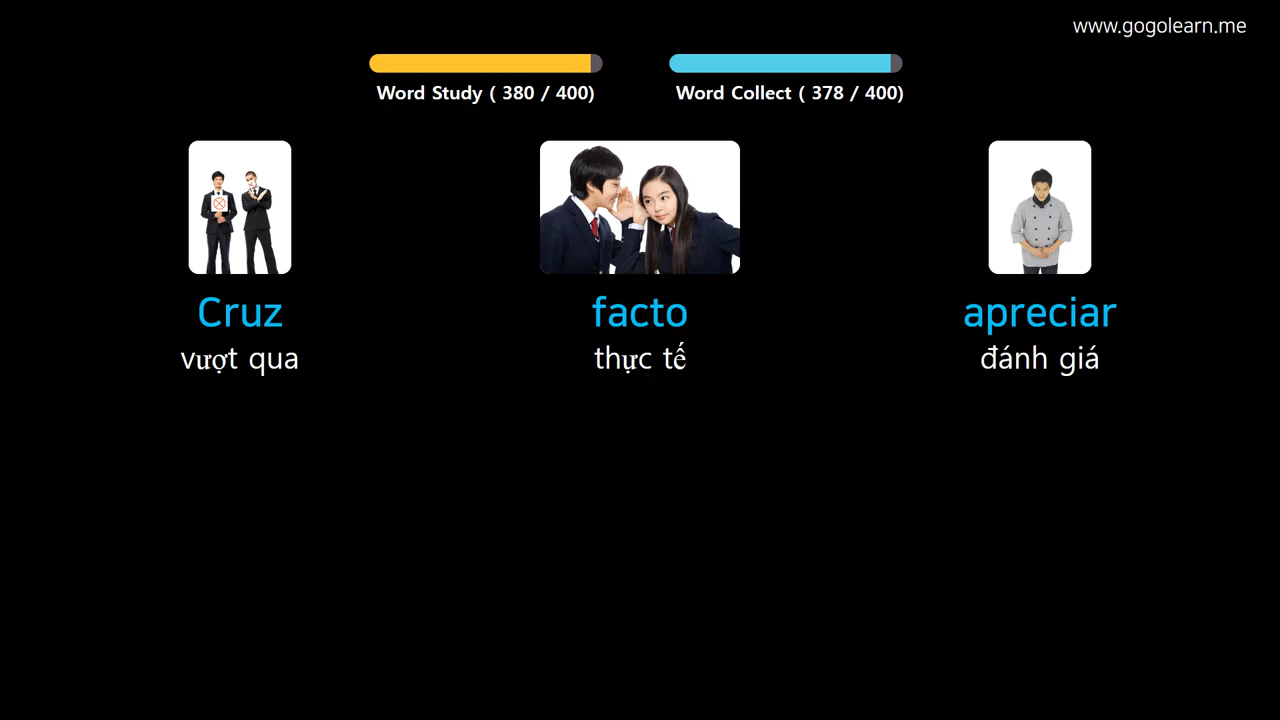 www.gogolearn.me
Word Study ( 380 / 400)
Word Collect ( 378 / 400)
Cruz
vượt qua
facto
thực tế
apreciar
đánh giá